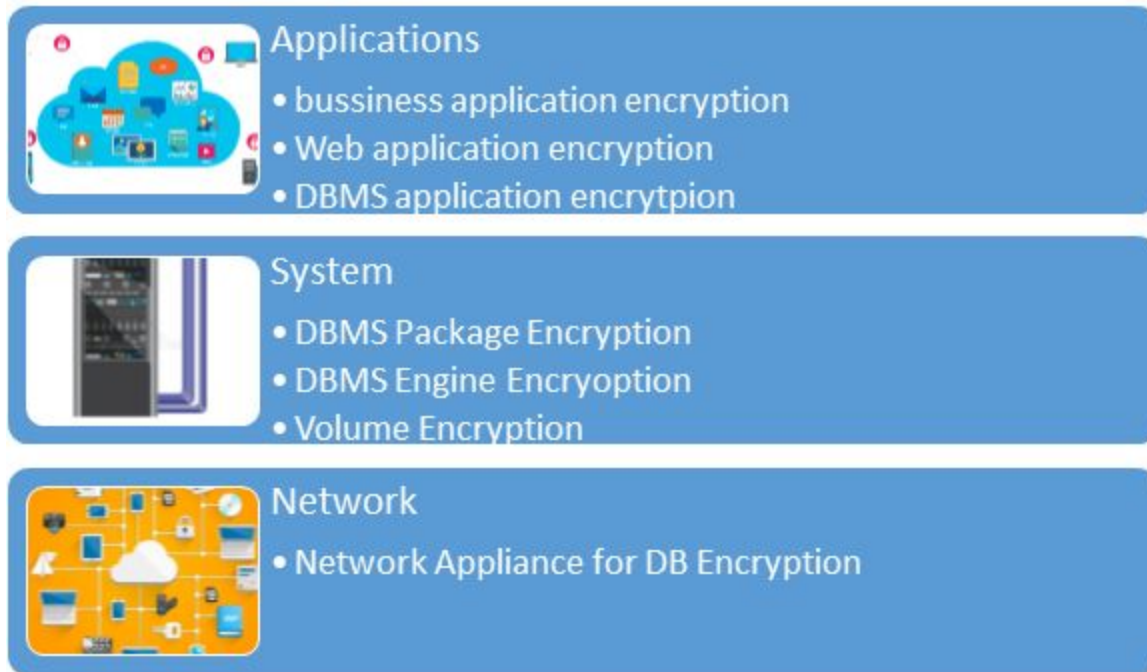 Applications
• bussiness application encryption
• Web application encryption
• DBMS application encrytpion
System
• DBMS Package Encryption
• DBMS Engine Encryoption
• Volume Encryption
Network
• Network Appliance for DB Encryption